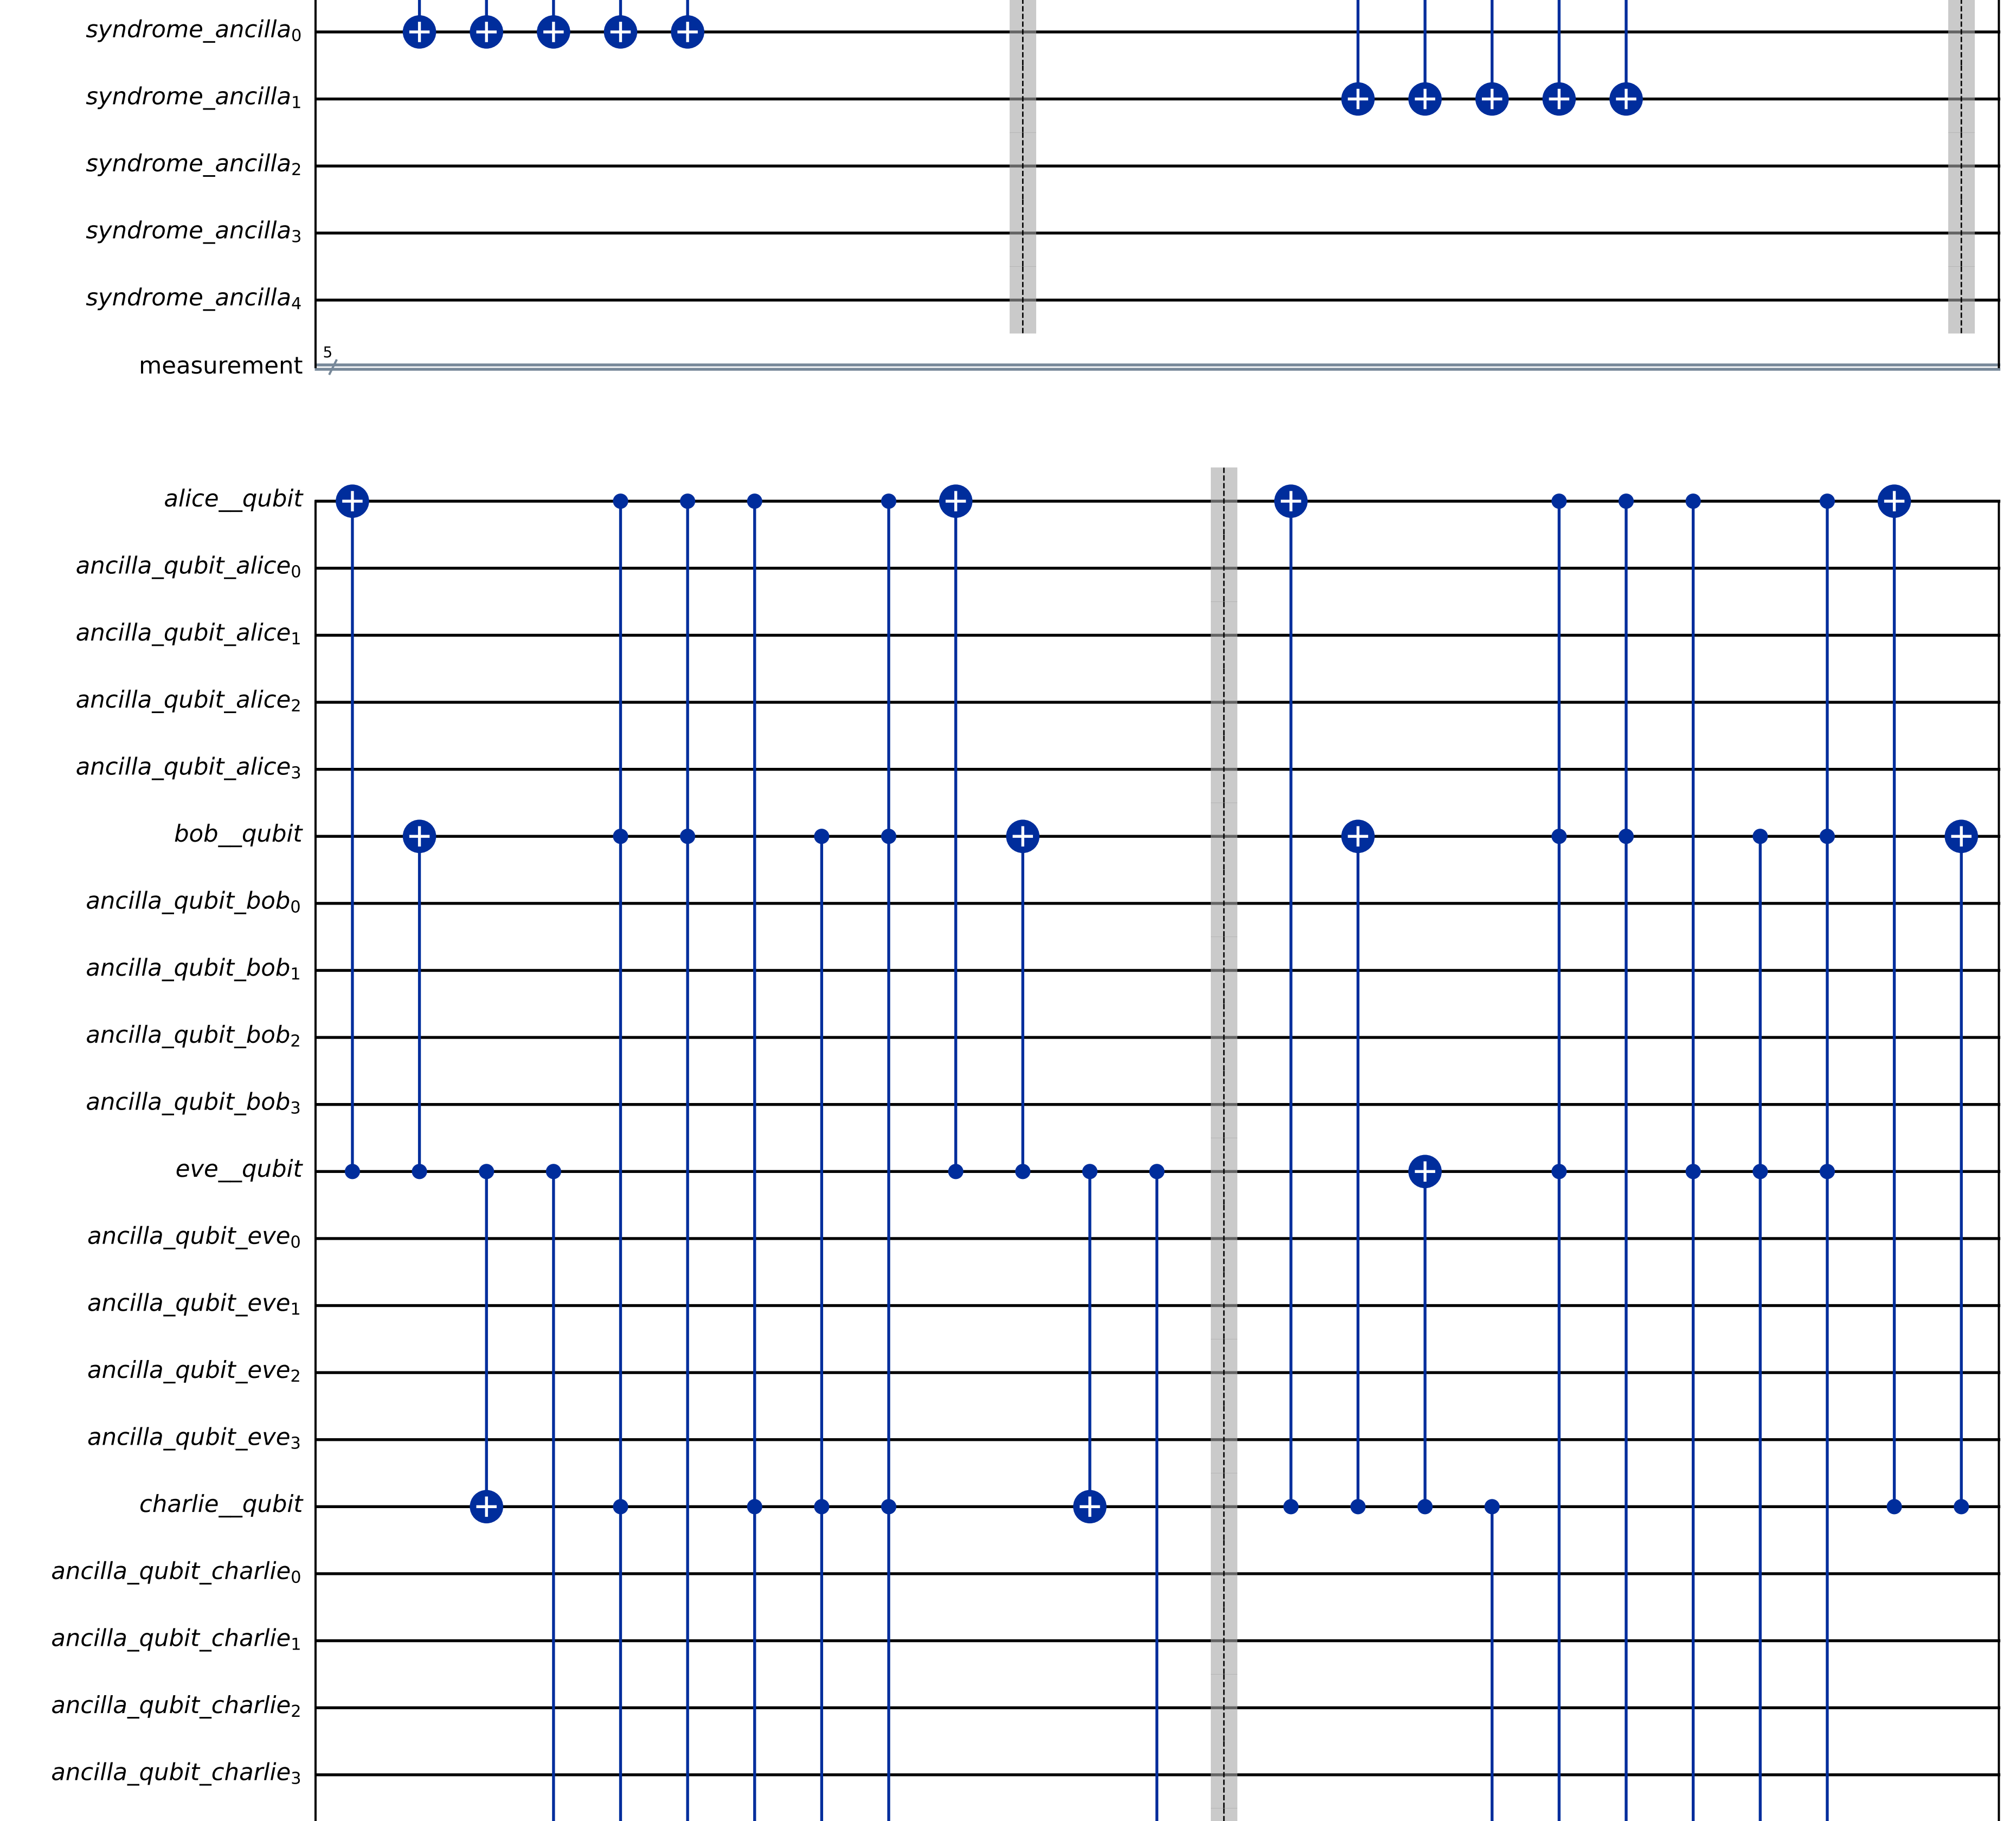 syndrome_ancilla0
syndrome_ancilla1
syndrome_ancilla2
syndrome_ancilla3
syndrome_ancilla4
5
measurement
alice__qubit
ancilla_qubit_alice0
ancilla_qubit_alice1
ancilla_qubit_alice2
ancilla_qubit_alice3
bob__qubit
ancilla_qubit_bob0
ancilla_qubit_bob1
ancilla_qubit_bob2
ancilla_qubit_bob3
eve__qubit
ancilla_qubit_eve0
ancilla_qubit_eve1
ancilla_qubit_eve2
ancilla_qubit_eve3
charlie__qubit
ancilla_qubit_charlie0
ancilla_qubit_charlie1
ancilla_qubit_charlie2
ancilla_qubit_charlie3